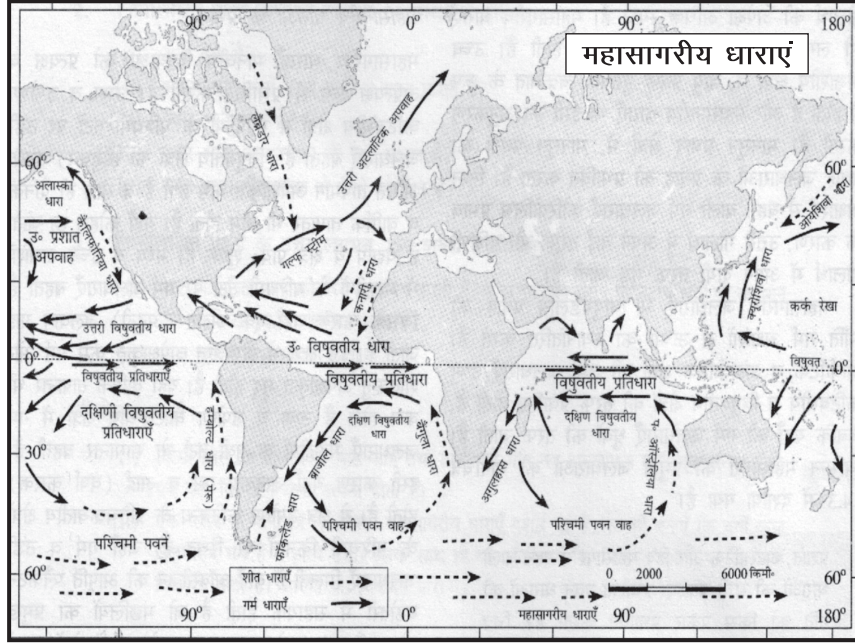 90° 0° 90° 180°
महासागरीय धाराएं
लैब्रेडोर धारा
उत्तरी अटलांटिक अपवाह
60° 60°
अलास्का
धारा
उ॰ प्रशांत
अपवाह
कैलिफोर्निया धारा
गल्फ स्ट्रीम
कनारी धारा
ओयोशियो धारा
क्यूरोशियो धारा
कर्क रेखा
उत्तरी विषुवतीय धारा
उ॰ विषुवतीय धारा
0° 0°
विषुवत
विषुवतीय प्रतिधाराएँ
विषुवतीय प्रतिधारा
विषुवतीय प्रतिधारा
दक्षिणी विषुवतीय
प्रतिधाराएँ
दक्षिण विषुवतीय
धारा
दक्षिण विषुवतीय
धारा
हम्बोल्ट धारा (पेरू)
ब्राजील धारा
बेंगुला धारा
अगुलहास धारा
प॰ आस्ट्रेलिया धारा
30 30
फाकलैंड धारा
पश्चिमी पवनें
पश्चिमी पवन वाह
पश्चिमी पवन वाह
60° 60°
शीत धाराएँ
गर्म धाराएँ
0 2000 6000 किमी.
90° 0° महासागरीय धाराएँ 90° 180°